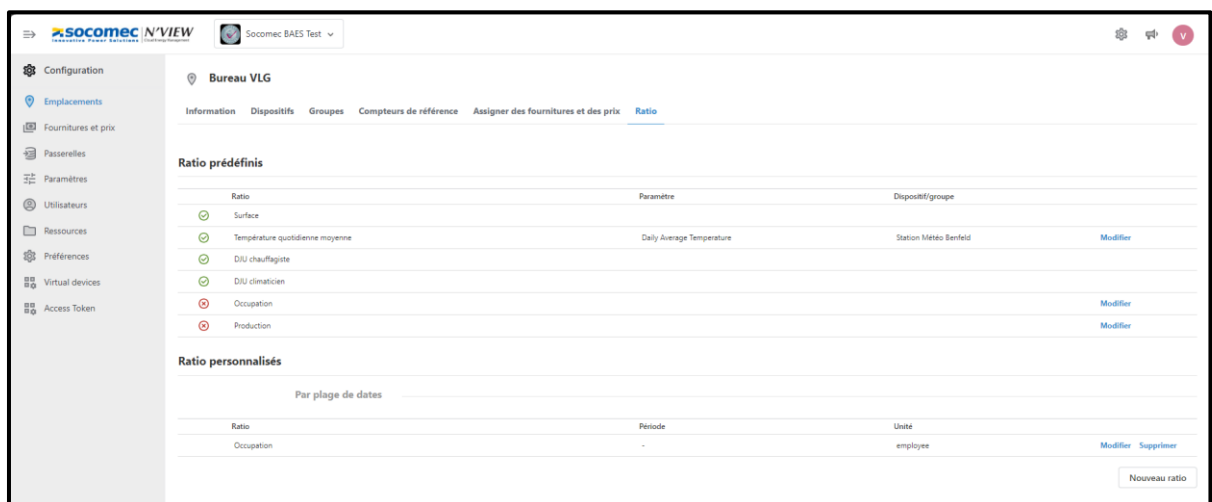 socomec N'VIEW Socomec BAES Test V
Innovative Power Solutions Cloud Energy Management
Configuration
Emplacements
Fournitures et prix
Passerelles
Paramètres
Utilisateurs
Ressources
Préférences
Virtual devices
Access Token
Bureau VLG
Information Dispositifs Groupes Compteurs de référence Assigner des fournitures et des prix Ratio
Ratio prédéfinis
Ratio Paramètre Dispositif/groupe
Surface
Température quotidienne moyenne Daily Average Temperature Station Météo Benfeld Modifier
DJU chauffagiste
DJU climaticien
Occupation Modifier
Production Modifier
Ratio personnalisés
Par plage de dates
Ratio Période Unité
Occupation - employee Modifier Supprimer
Nouveau ratio